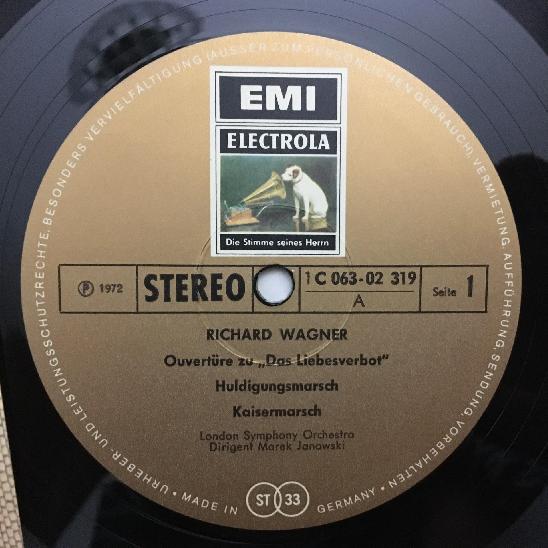 URHEBER- UND LEISTUNGSSCHUTZRECHTE, BESONDERS VERVIELFÄLTIGUNG (AUSSER ZUM PERSÖNLICHEN GEBRAUCH), VERMIETUNG, AUFFÜHRUNG, SENDUNG, VORBEHALTEN
EMI
ELECTROLA
Die Stimme seines Herrn
Ⓟ 1972
STEREO
1 C 063-02 319
A
Seite 1
RICHARD WAGNER
Ouvertüre zu „Das Liebesverbot"
Huldigungsmarsch
Kaisermarsch
London Symphony Orchestra
Dirigent Marek Janowski
• MADE IN GERMANY •
ST 33